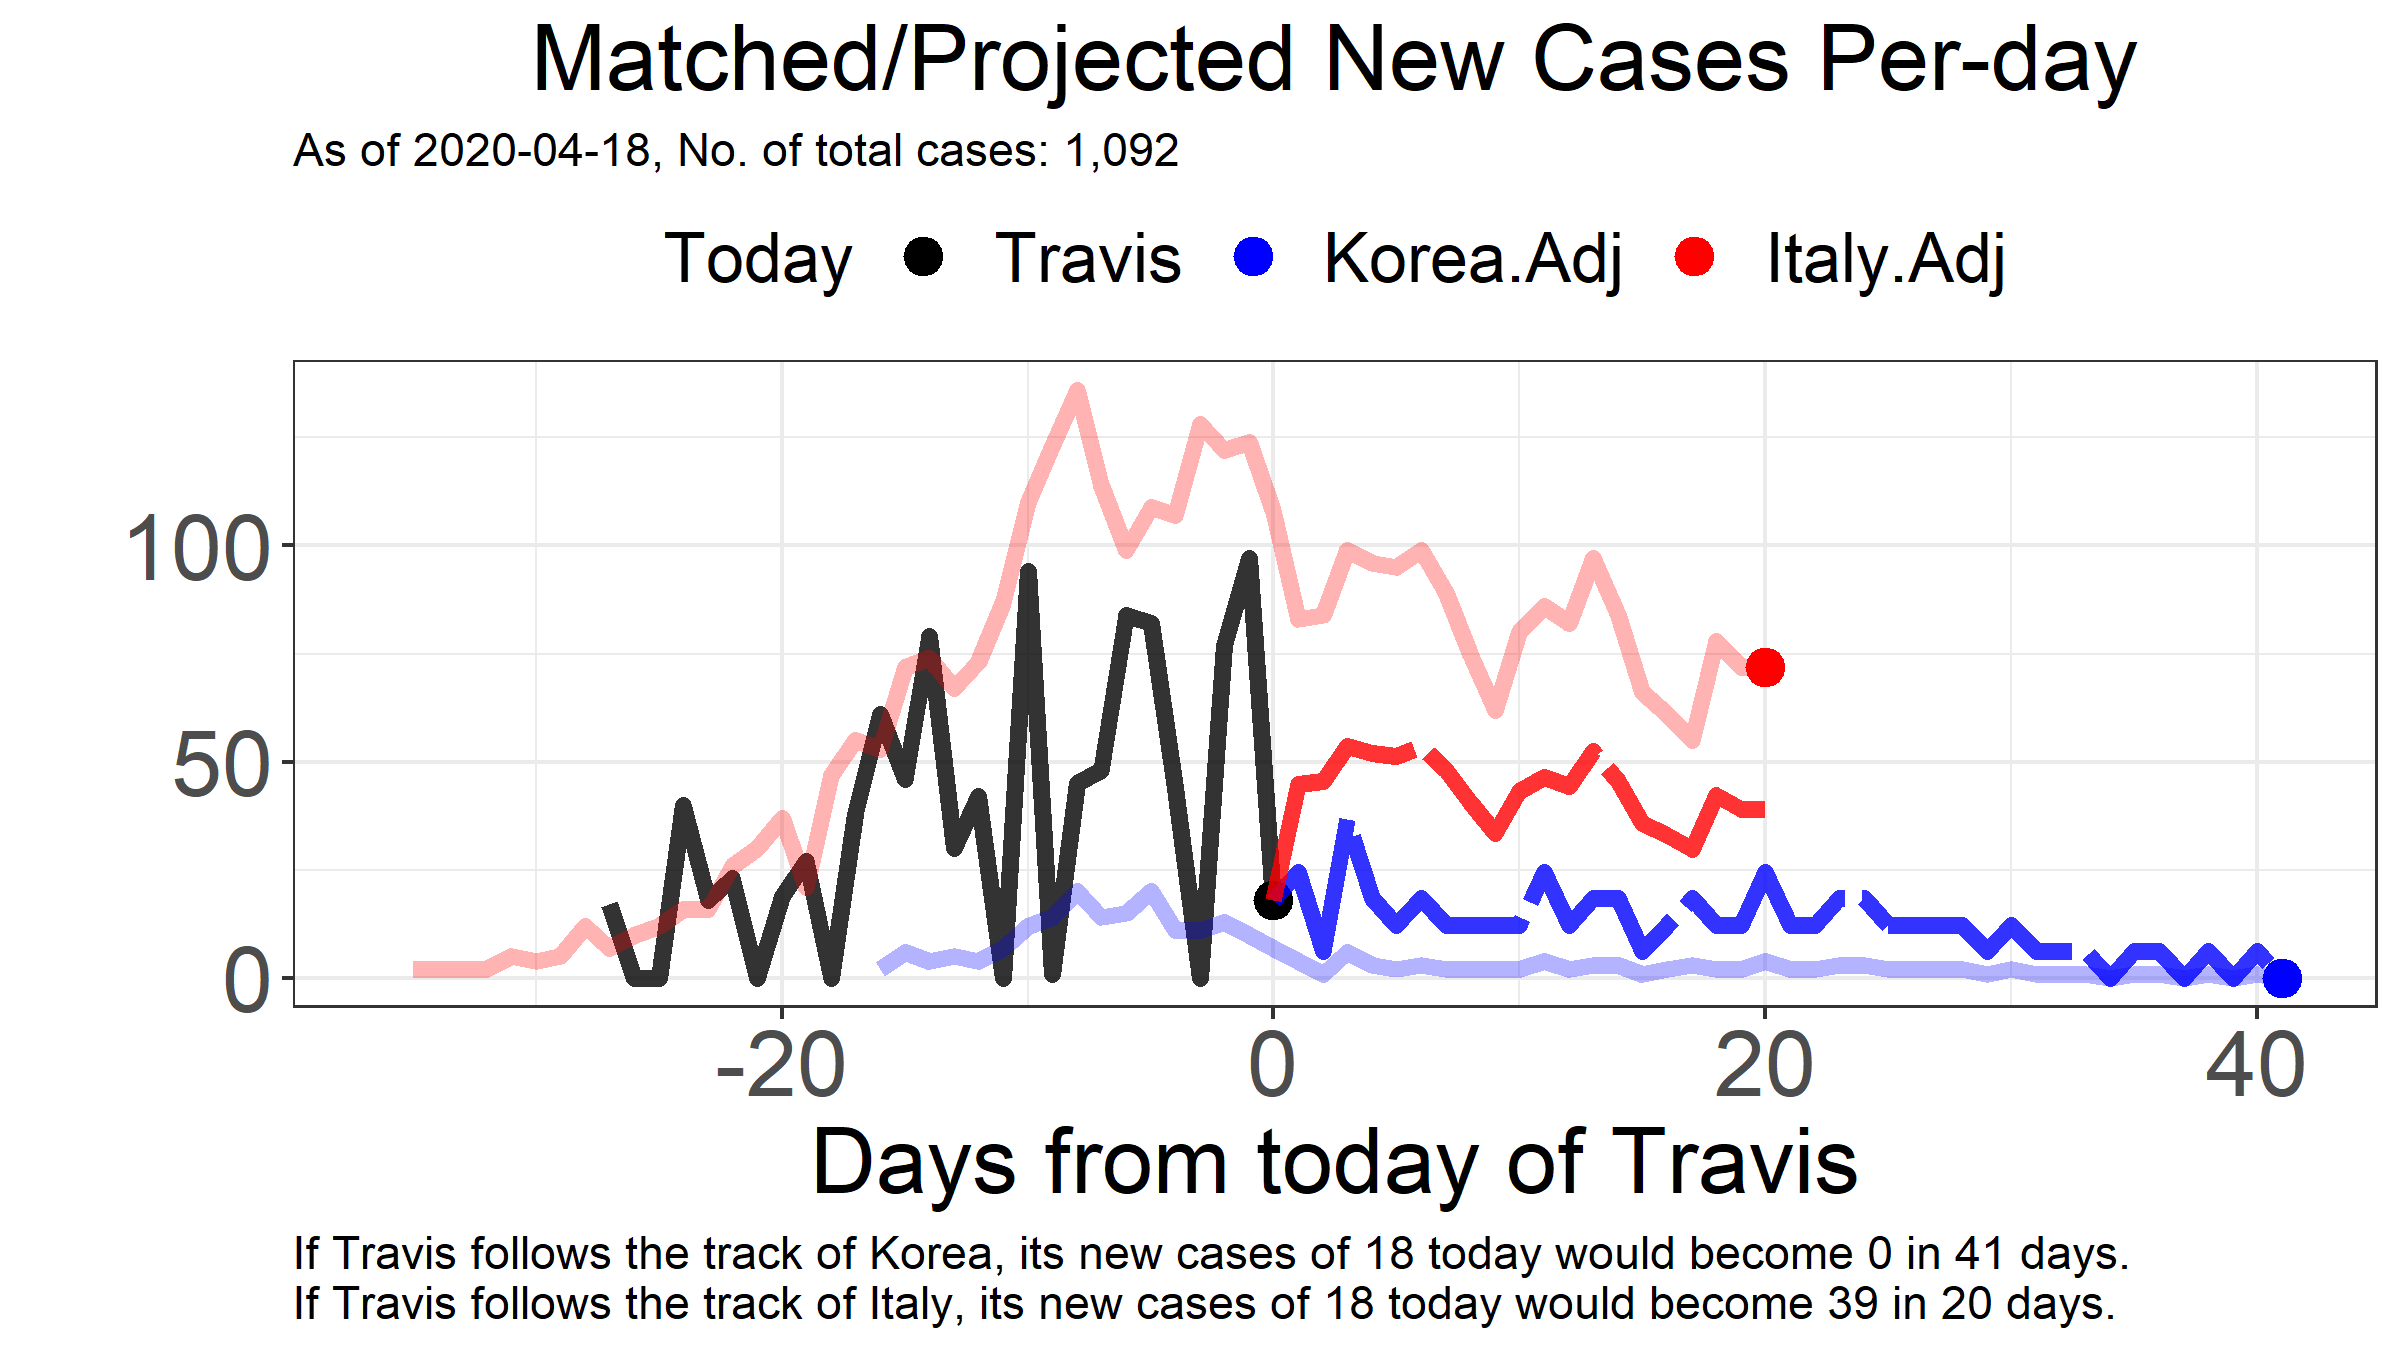 Matched/Projected New Cases Per-day
As of 2020-04-18, No. of total cases: 1,092
Today Travis Korea.Adj Italy.Adj
100
50
0
-20 0 20 40
Days from today of Travis
If Travis follows the track of Korea, its new cases of 18 today would become 0 in 41 days.
If Travis follows the track of Italy, its new cases of 18 today would become 39 in 20 days.